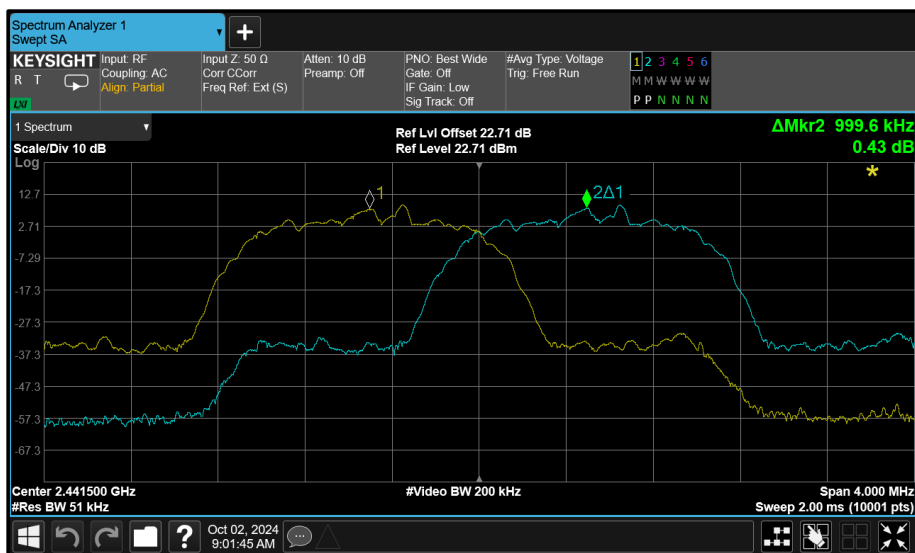 Spectrum Analyzer 1
Swept SA
+
KEYSIGHT
R T
LXI
Input: RF
Coupling: AC
Align: Partial
Input Z: 50 Ω
Corr CCorr
Freq Ref: Ext (S)
Atten: 10 dB
Preamp: Off
PNO: Best Wide
Gate: Off
IF Gain: Low
Sig Track: Off
#Avg Type: Voltage
Trig: Free Run
1 2 3 4 5 6
M M W W W W
P P N N N N
1 Spectrum
Scale/Div 10 dB
Log
Ref Lvl Offset 22.71 dB
Ref Level 22.71 dBm
ΔMkr2 999.6 kHz
0.43 dB
*
1
2Δ1
12.7
2.71
-7.29
-17.3
-27.3
-37.3
-47.3
-57.3
-67.3
Center 2.441500 GHz
#Res BW 51 kHz
#Video BW 200 kHz
Span 4.000 MHz
Sweep 2.00 ms (10001 pts)
?
Oct 02, 2024
9:01:45 AM